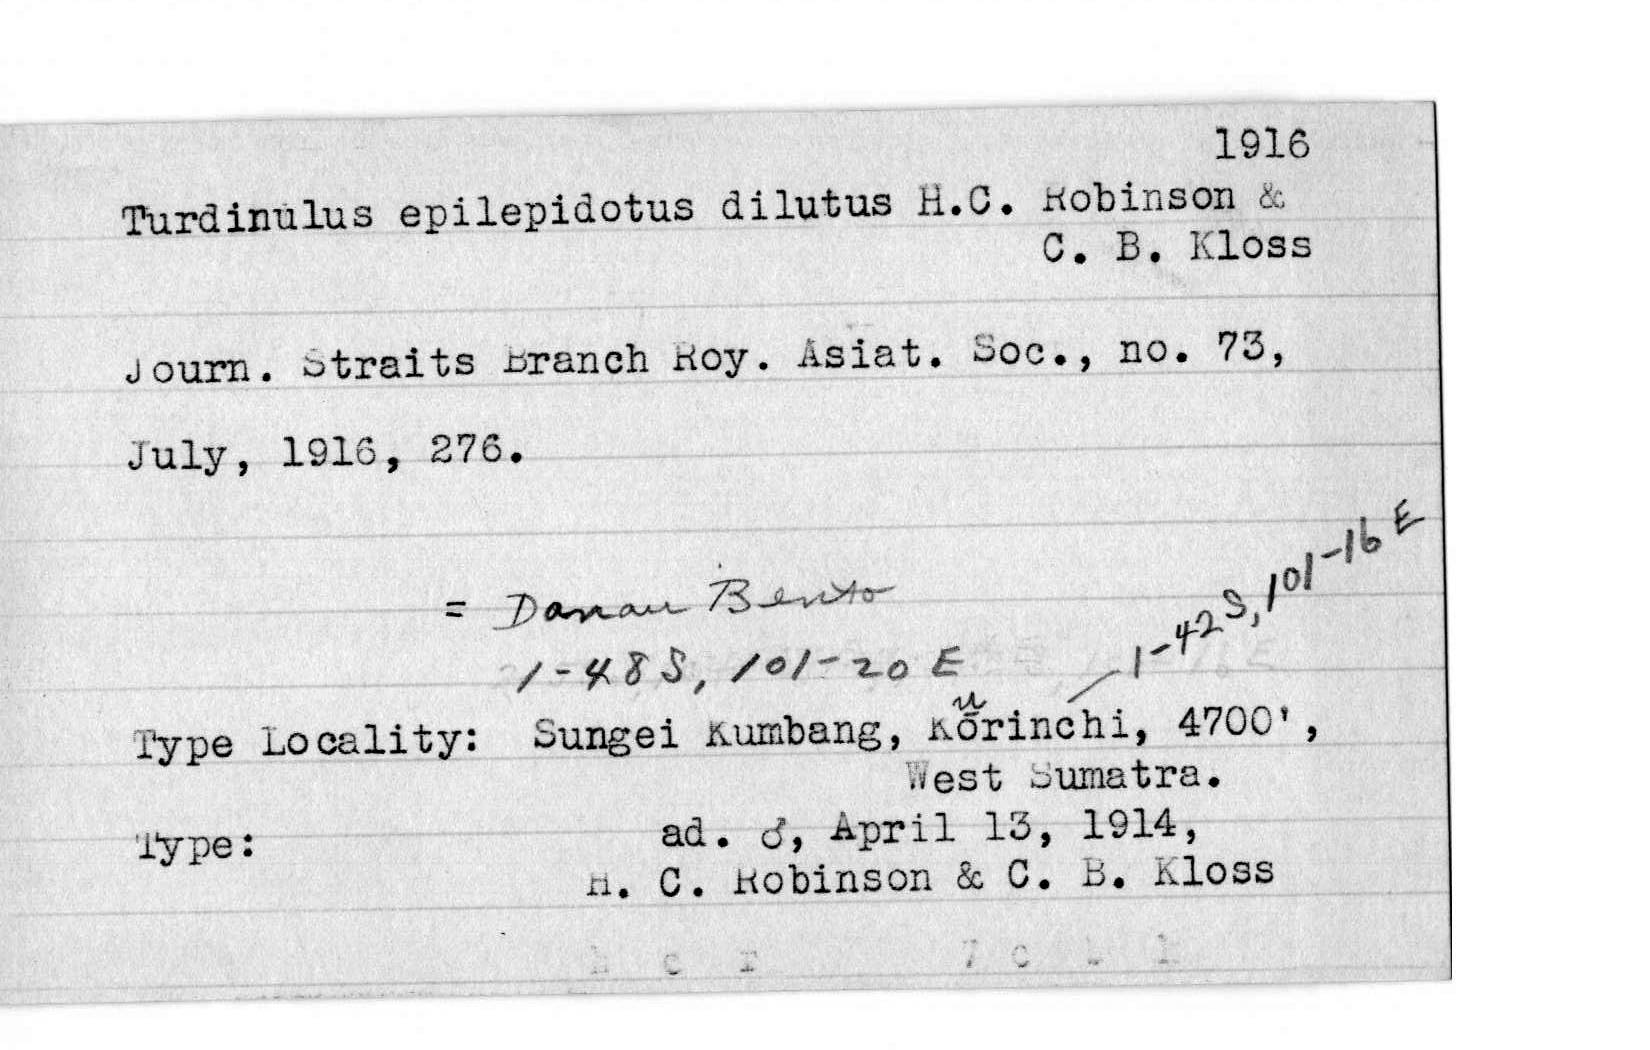 1916
Turdinulus epilepidotus dilutus H.C. Robinson &
C. B. Kloss
Journ. Straits Branch Roy. Asiat. Soc., no. 73,
July, 1916, 276.
= Danau Bento
1-48 S, 101-20 E
1-42 S, 101-16 E
u
Type Locality: Sungei Kumbang, Kōrinchi, 4700',
West Sumatra.
Type: ad. ♂, April 13, 1914,
H. C. Robinson & C. B. Kloss